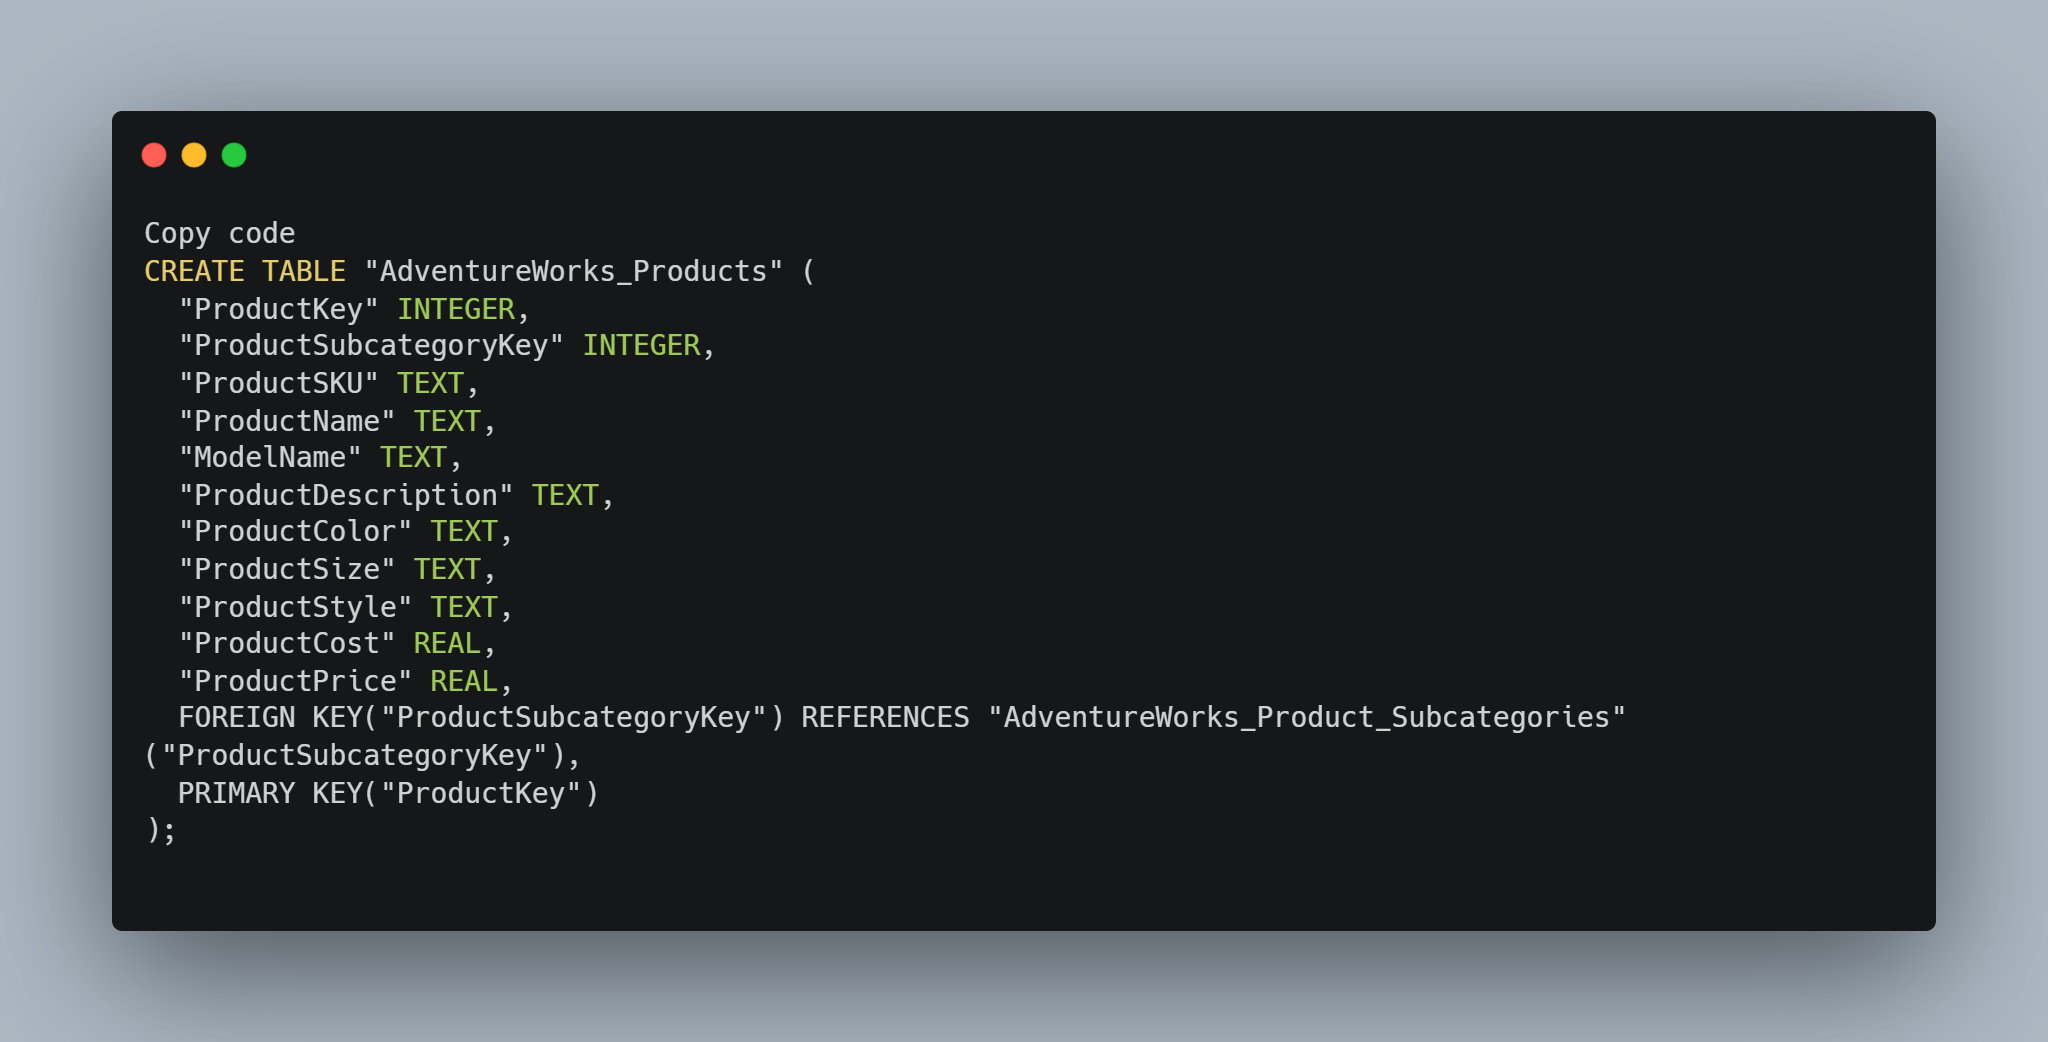 Copy code
CREATE TABLE "AdventureWorks_Products" (
  "ProductKey" INTEGER,
  "ProductSubcategoryKey" INTEGER,
  "ProductSKU" TEXT,
  "ProductName" TEXT,
  "ModelName" TEXT,
  "ProductDescription" TEXT,
  "ProductColor" TEXT,
  "ProductSize" TEXT,
  "ProductStyle" TEXT,
  "ProductCost" REAL,
  "ProductPrice" REAL,
  FOREIGN KEY("ProductSubcategoryKey") REFERENCES "AdventureWorks_Product_Subcategories"
("ProductSubcategoryKey"),
  PRIMARY KEY("ProductKey")
);